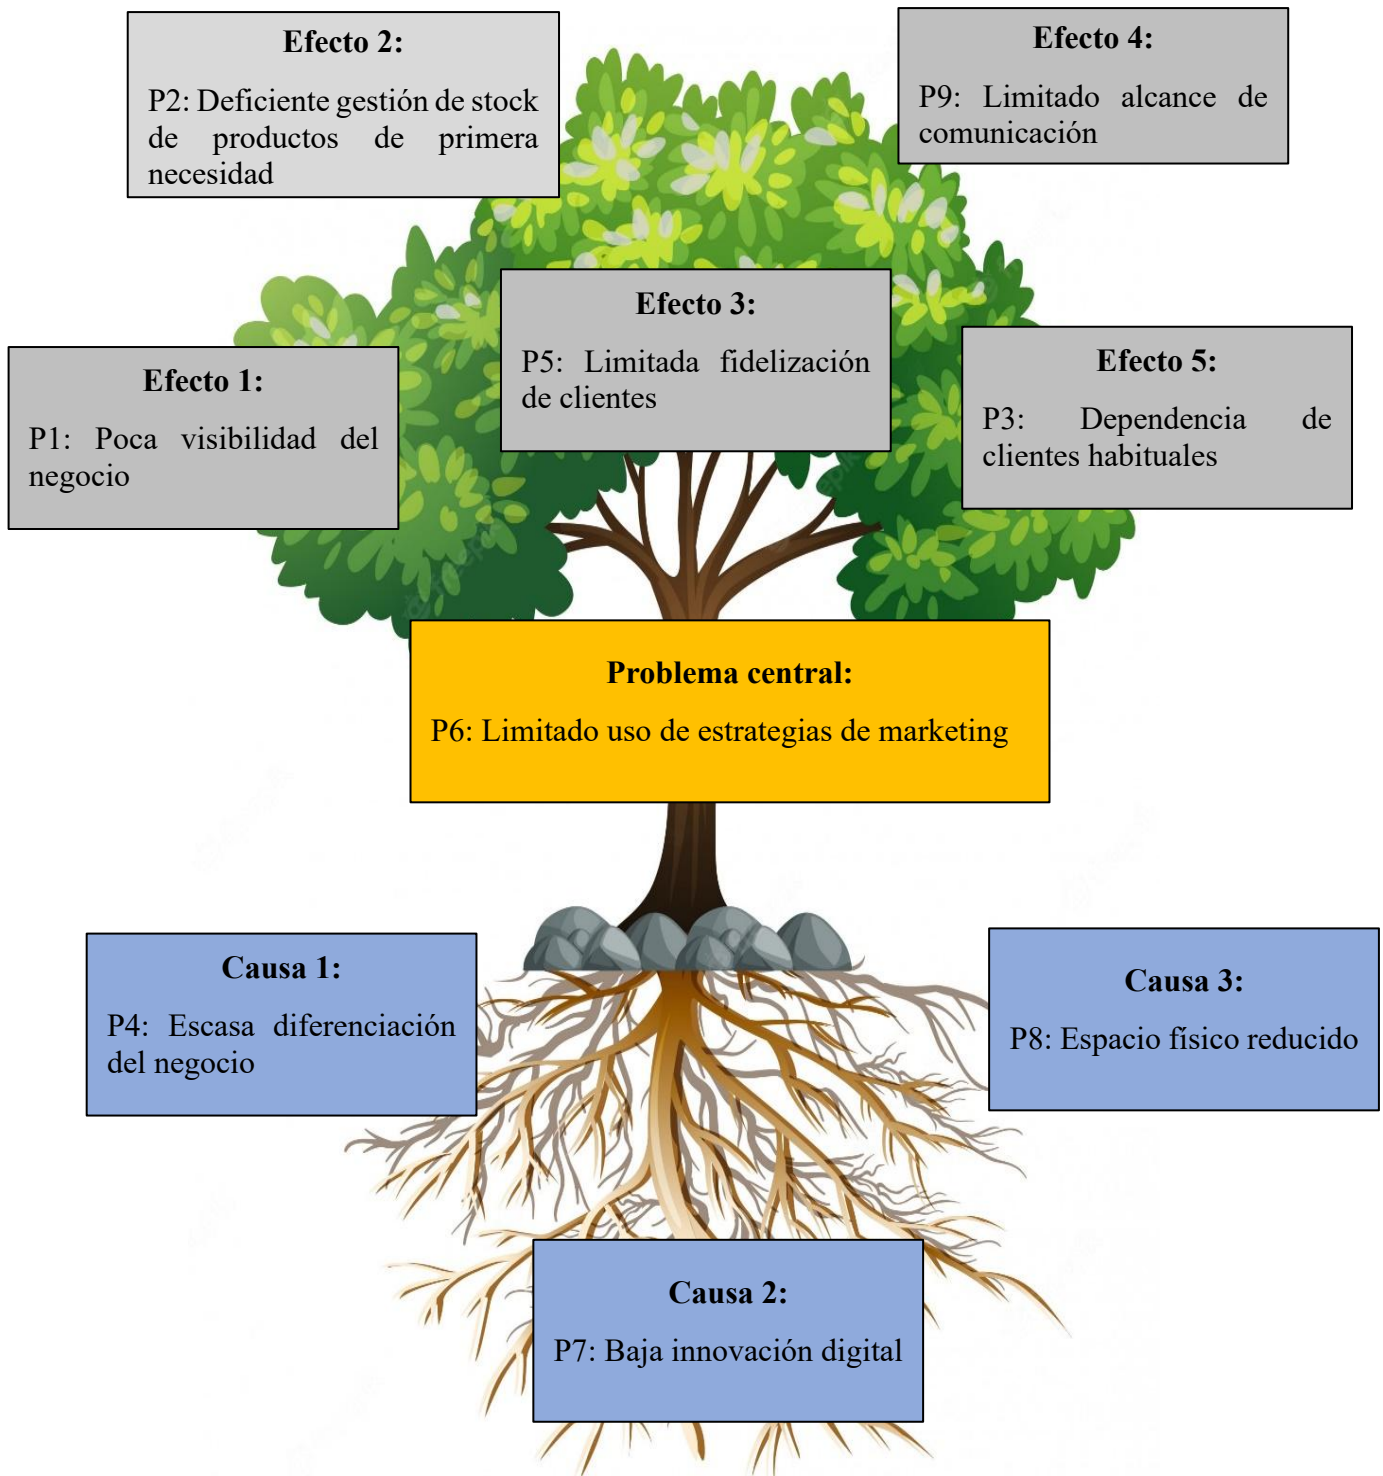 Efecto 2:
P2: Deficiente gestión de stock
de productos de primera
necesidad
Efecto 4:
P9: Limitado alcance de
comunicación
Efecto 3:
P5: Limitada fidelización
de clientes
Efecto 1:
P1: Poca visibilidad del
negocio
Efecto 5:
P3: Dependencia de
clientes habituales
Problema central:
P6: Limitado uso de estrategias de marketing
Causa 1:
P4: Escasa diferenciación
del negocio
Causa 3:
P8: Espacio físico reducido
Causa 2:
P7: Baja innovación digital